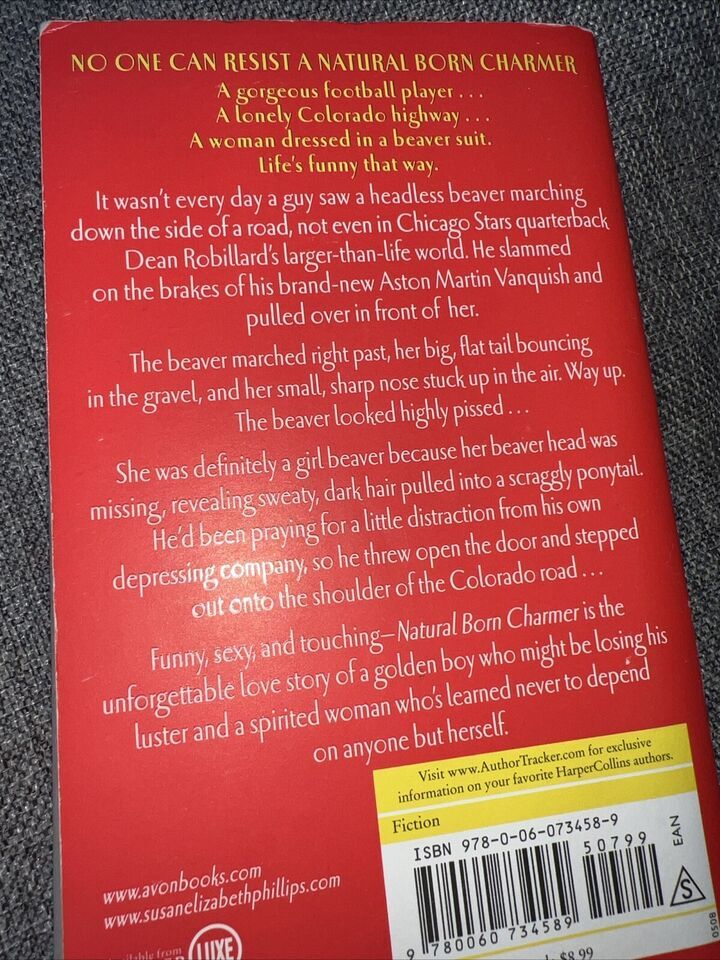 NO ONE CAN RESIST A NATURAL BORN CHARMER
A gorgeous football player . . .
A lonely Colorado highway . . .
A woman dressed in a beaver suit.
Life's funny that way.
It wasn't every day a guy saw a headless beaver marching
down the side of a road, not even in Chicago Stars quarterback
Dean Robillard's larger-than-life world. He slammed
on the brakes of his brand-new Aston Martin Vanquish and
pulled over in front of her.
The beaver marched right past, her big, flat tail bouncing
in the gravel, and her small, sharp nose stuck up in the air. Way up.
The beaver looked highly pissed . . .
She was definitely a girl beaver because her beaver head was
missing, revealing sweaty, dark hair pulled into a scraggly ponytail.
He'd been praying for a little distraction from his own
depressing company, so he threw open the door and stepped
out onto the shoulder of the Colorado road . . .
Funny, sexy, and touching—Natural Born Charmer is the
unforgettable love story of a golden boy who might be losing his
luster and a spirited woman who's learned never to depend
on anyone but herself.
Visit www.AuthorTracker.com for exclusive
information on your favorite HarperCollins authors.
Fiction
ISBN 978-0-06-073458-9
50799
EAN
S
9 780060 734589
0508
$8.99
www.avonbooks.com
www.susanelizabethphillips.com
from
LUXE